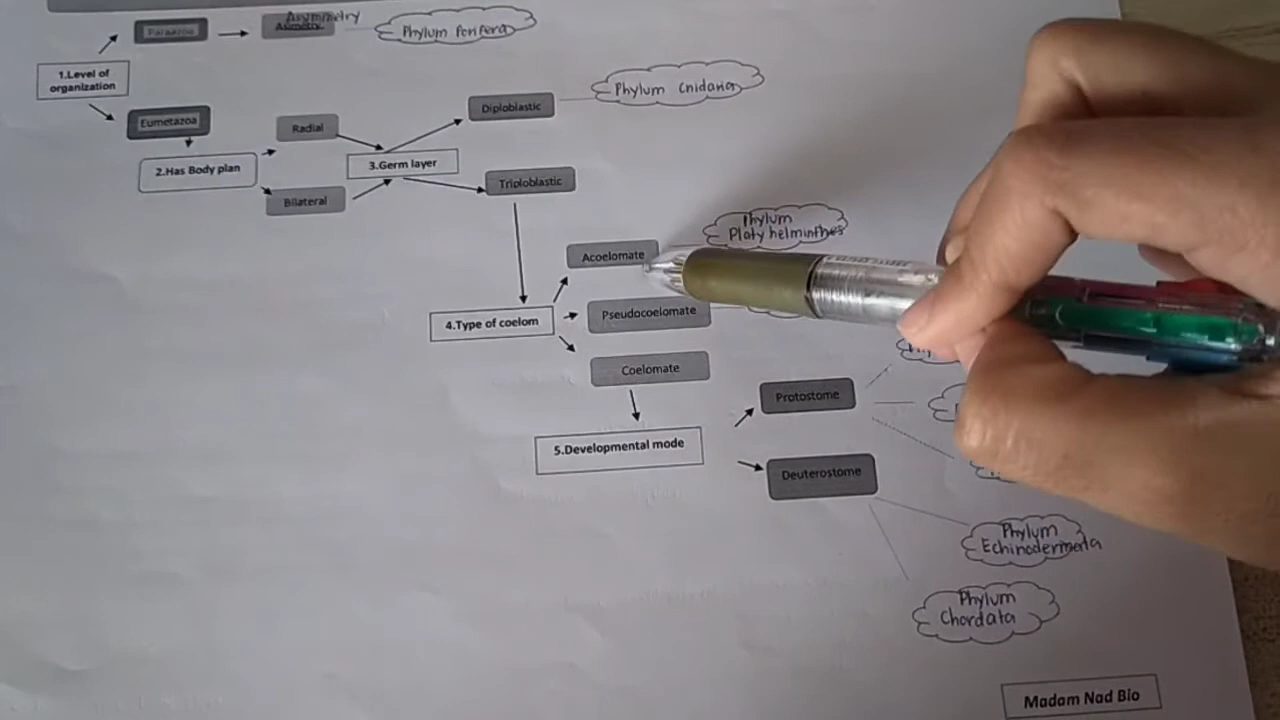 Asymmetry
Parazoa
Asimetry
Phylum Porifera
1.Level of
organization
Eumetazoa
Radial
Diploblastic
Phylum Cnidaria
2.Has Body plan
3.Germ layer
Bilateral
Triploblastic
Phylum
Platyhelminthes
Acoelomate
4.Type of coelom
Pseudocoelomate
Coelomate
5.Developmental mode
Protostome
Deuterostome
Phylum
Echinodermata
Phylum
Chordata
Madam Nad Bio